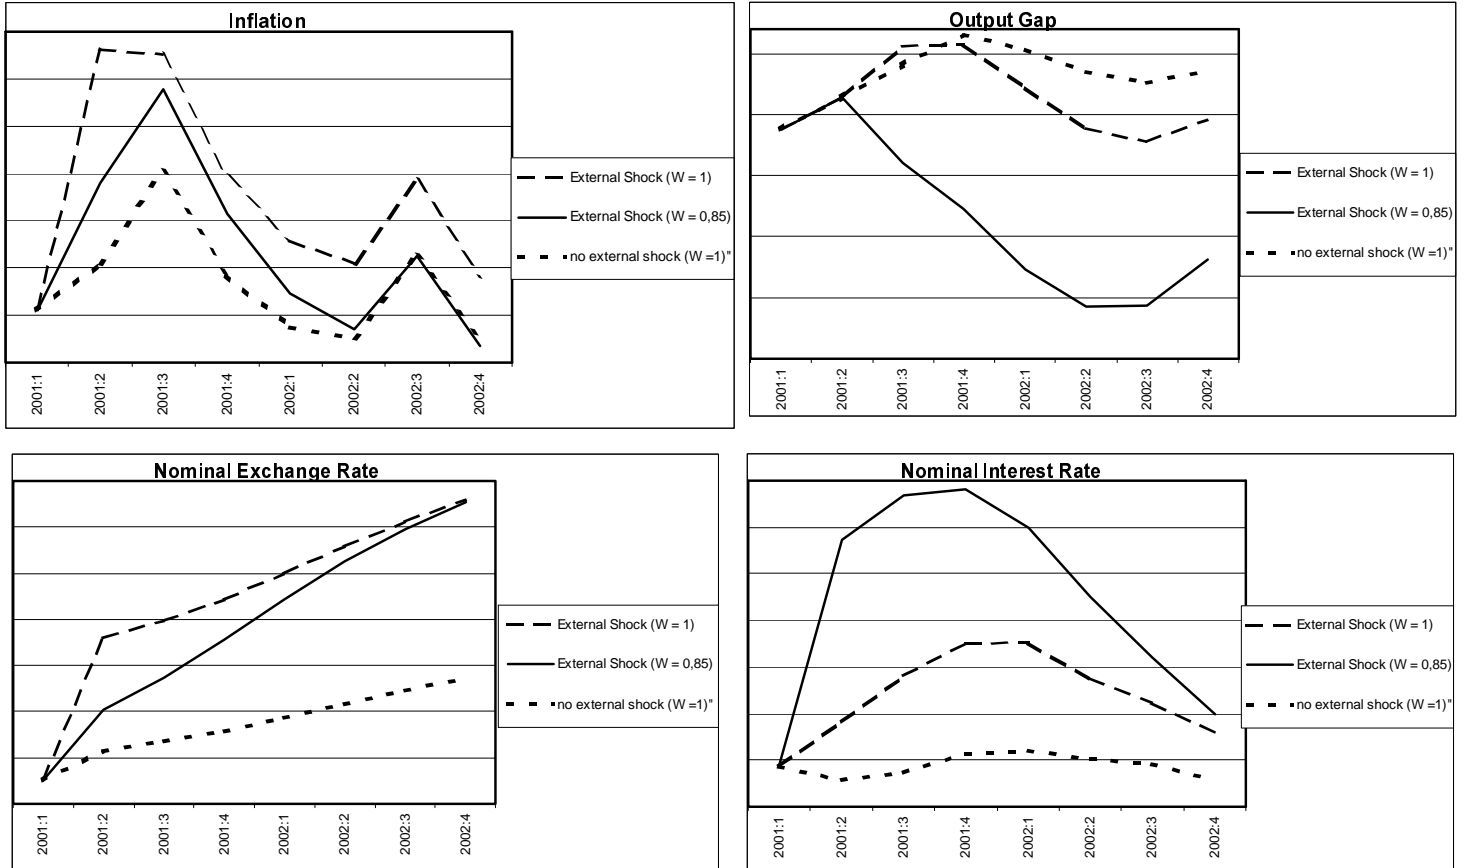 Inflation
External Shock (W = 1)
External Shock (W = 0,85)
no external shock (W =1)"
2001:1
2001:2
2001:3
2001:4
2002:1
2002:2
2002:3
2002:4
Output Gap
External Shock (W = 1)
External Shock (W = 0,85)
no external shock (W =1)"
2001:1
2001:2
2001:3
2001:4
2002:1
2002:2
2002:3
2002:4
Nominal Exchange Rate
External Shock (W = 1)
External Shock (W = 0,85)
no external shock (W =1)"
2001:1
2001:2
2001:3
2001:4
2002:1
2002:2
2002:3
2002:4
Nominal Interest Rate
External Shock (W = 1)
External Shock (W = 0,85)
no external shock (W =1)"
2001:1
2001:2
2001:3
2001:4
2002:1
2002:2
2002:3
2002:4